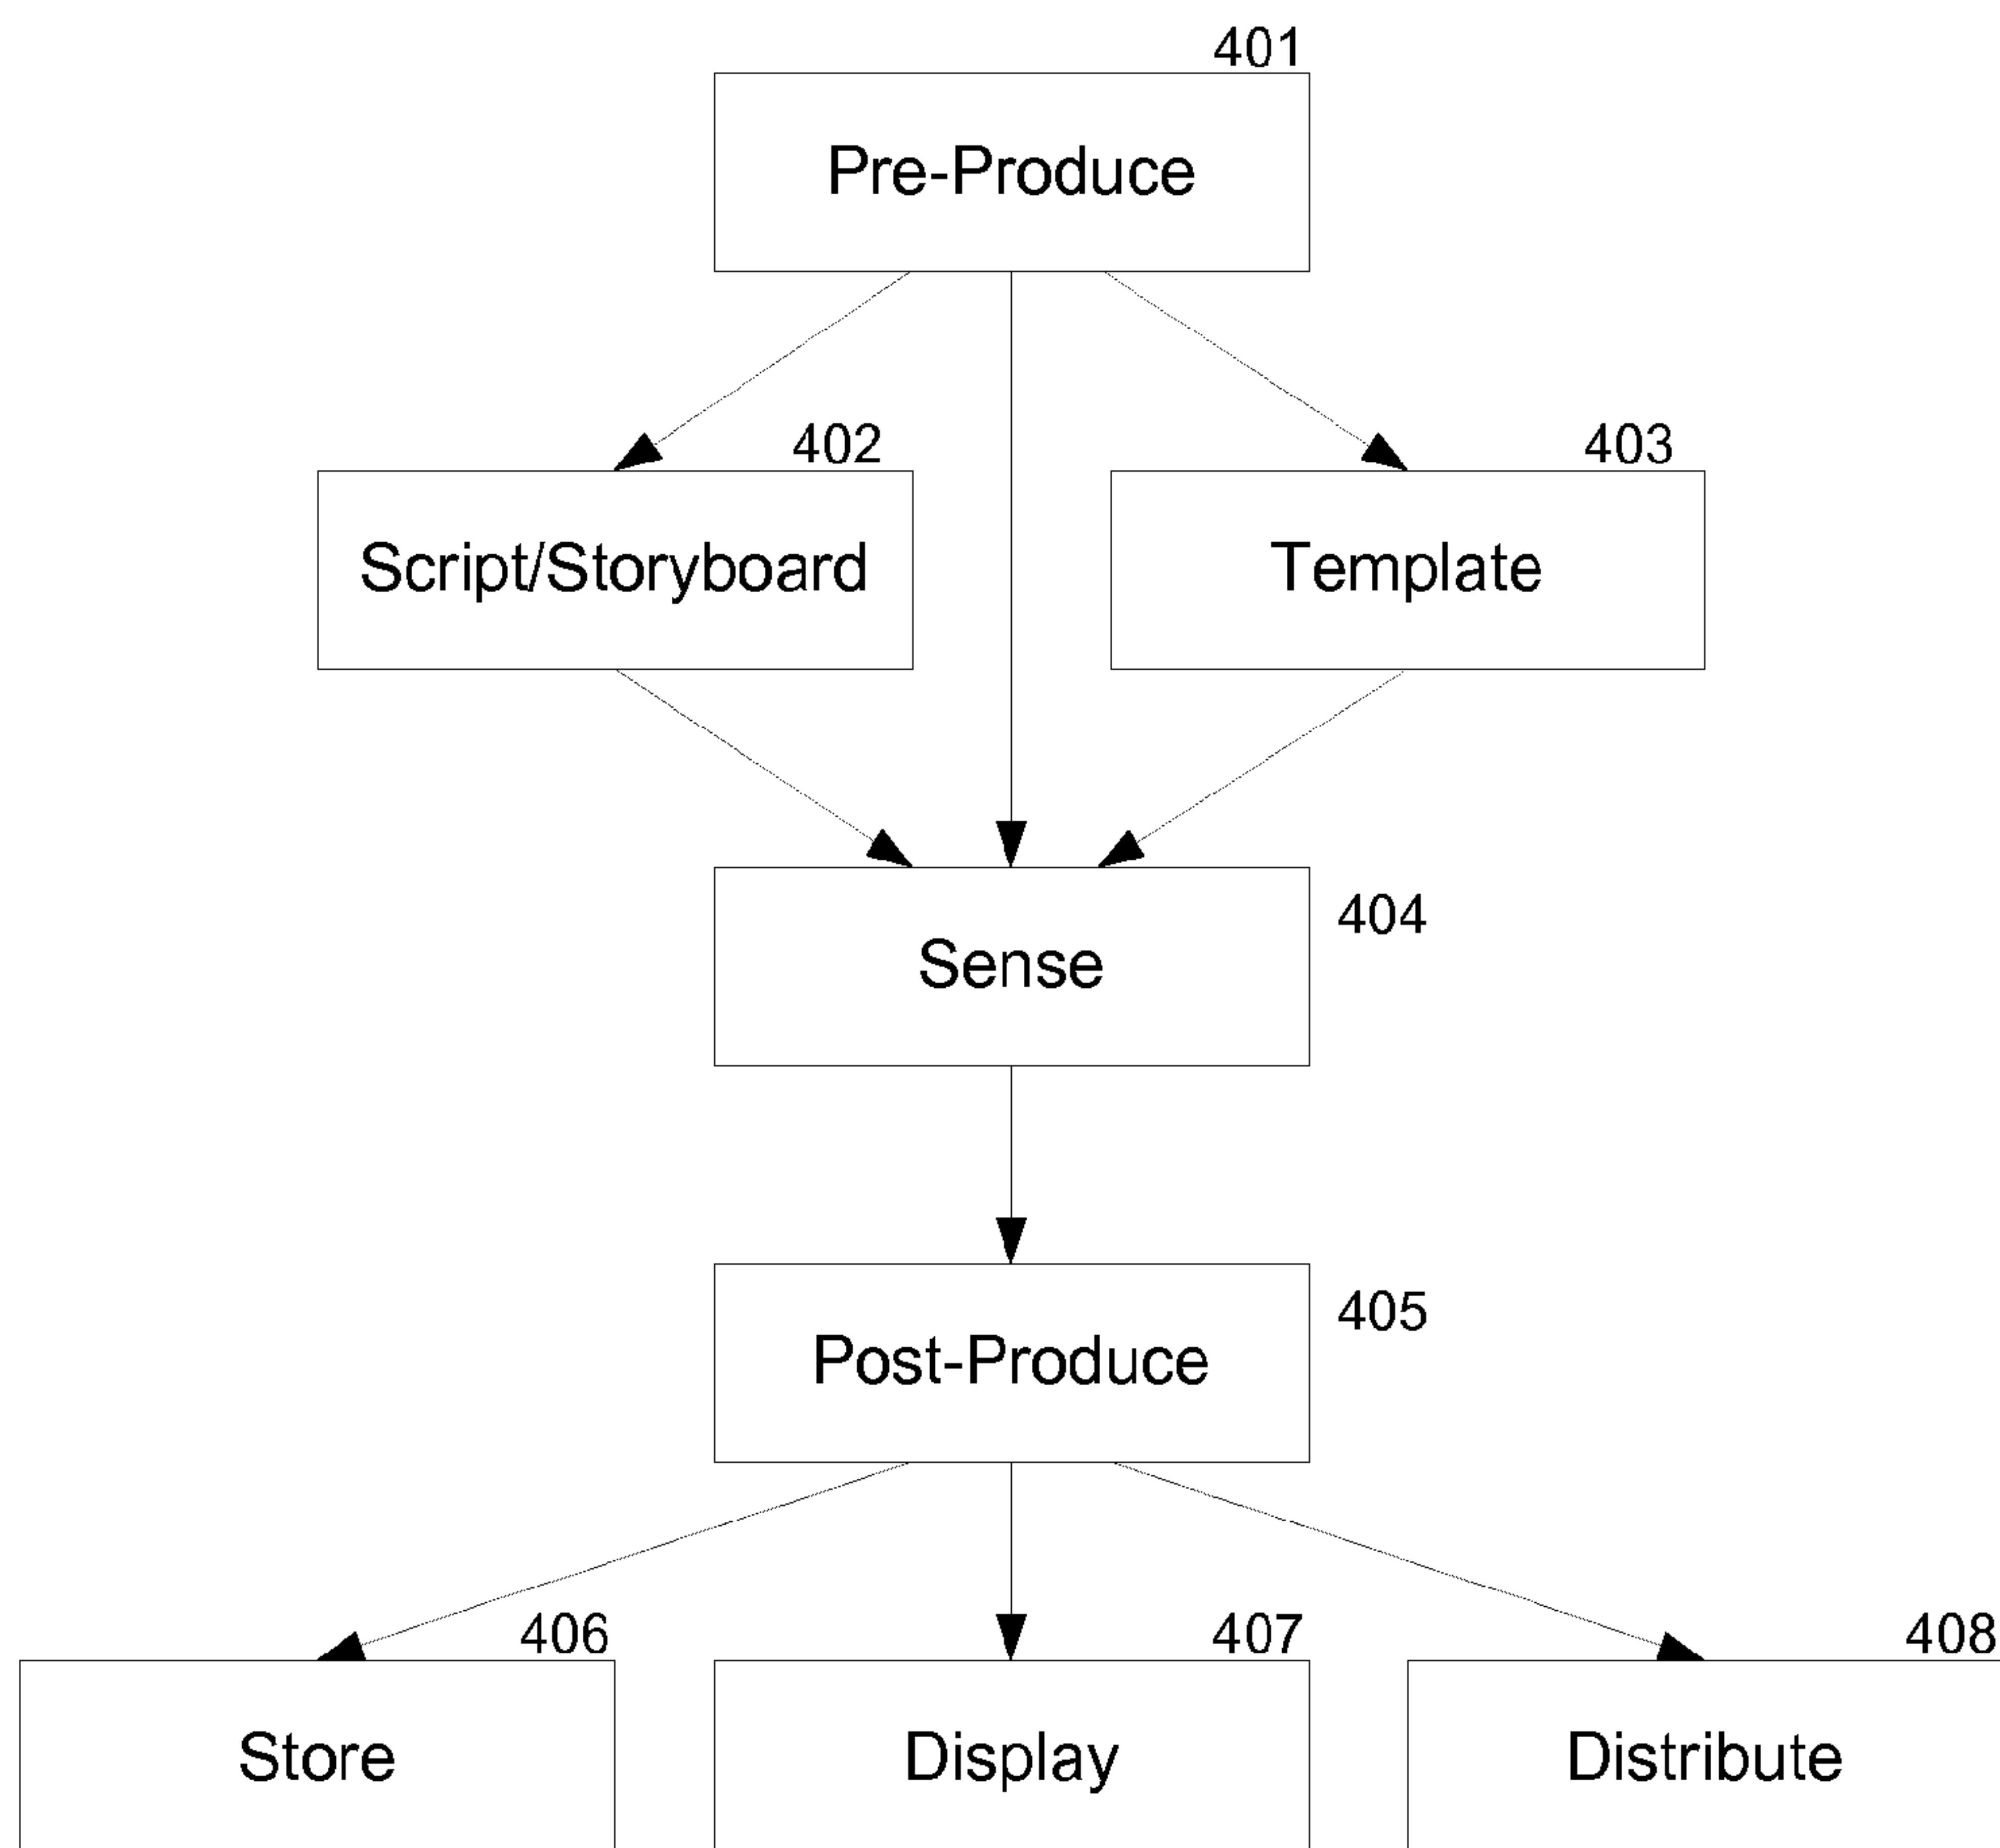 401
Pre-Produce
402
403
Script/Storyboard
Template
404
Sense
405
Post-Produce
406
407
408
Store
Display
Distribute